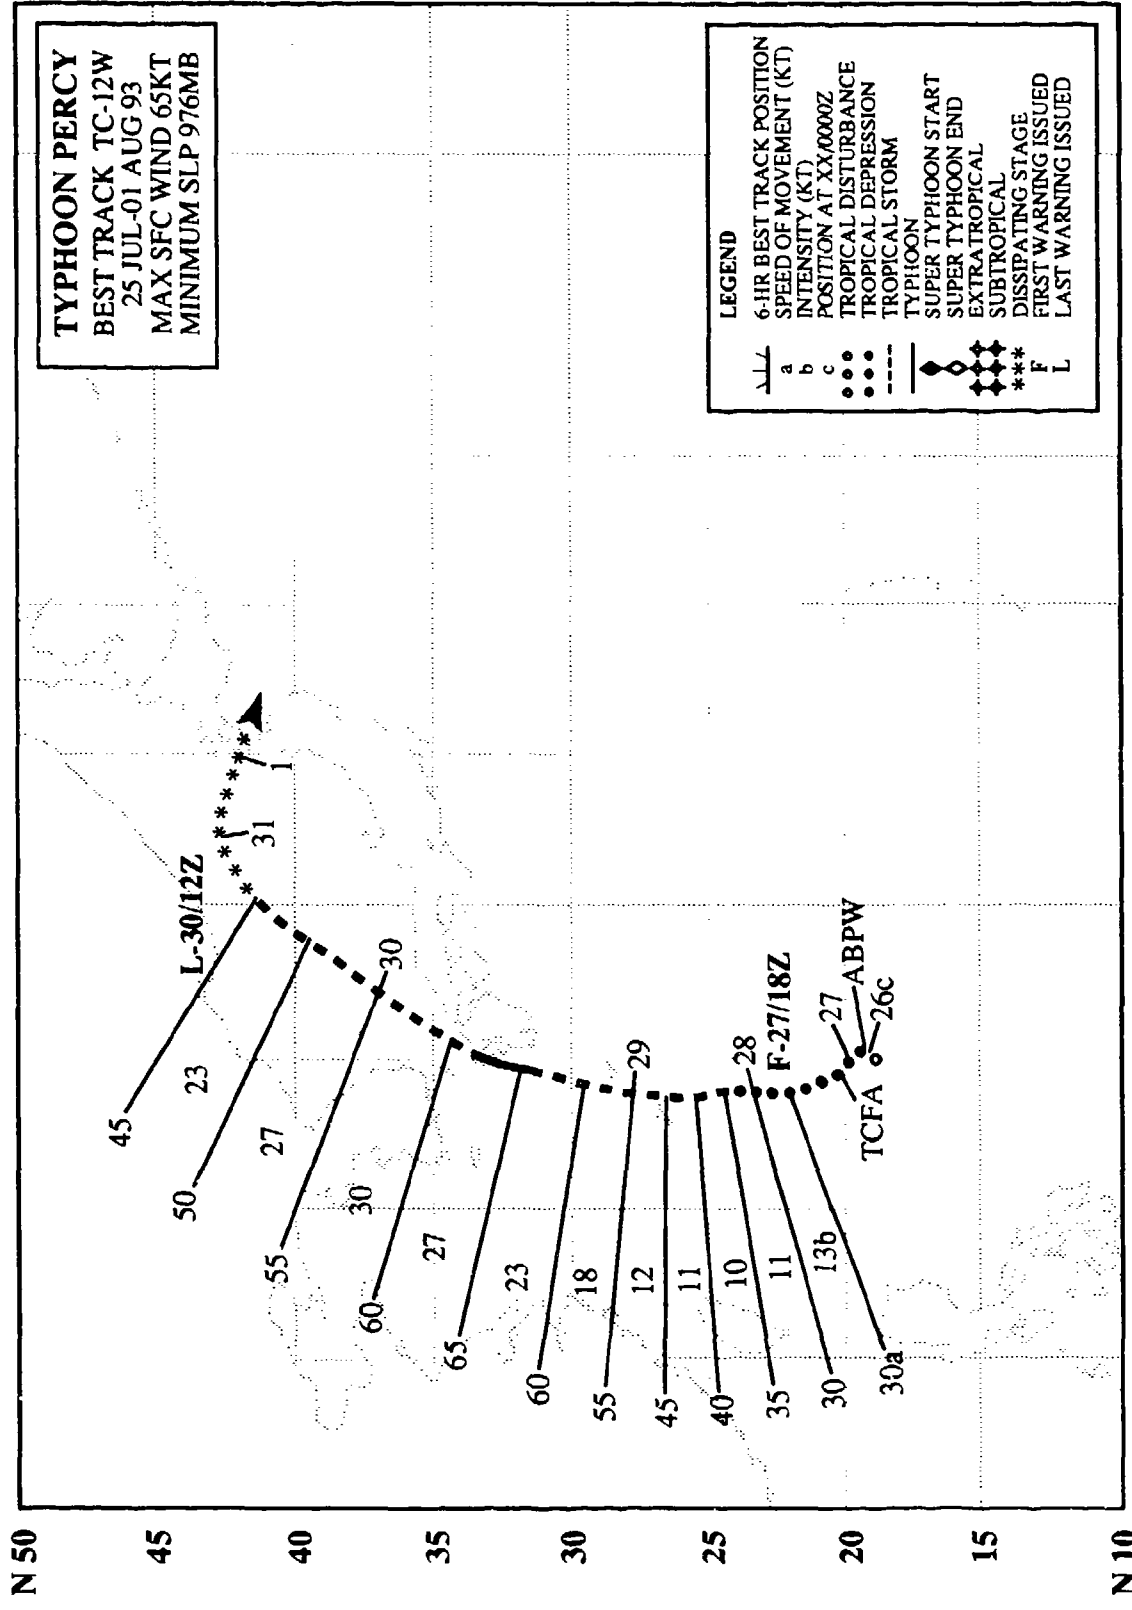 TYPHOON PERCY
BEST TRACK TC-12W
25 JUL-01 AUG 93
MAX SFC WIND 65KT
MINIMUM SLP 976MB
LEGEND
6-HR BEST TRACK POSITION
a SPEED OF MOVEMENT (KT)
b INTENSITY (KT)
c POSITION AT XX/0000Z
TROPICAL DISTURBANCE
TROPICAL DEPRESSION
TROPICAL STORM
TYPHOON
SUPER TYPHOON START
SUPER TYPHOON END
EXTRATROPICAL
SUBTROPICAL
*** DISSIPATING STAGE
F FIRST WARNING ISSUED
L LAST WARNING ISSUED
L-30/12Z
31
1
30
29
28
F-27/18Z
27
ABPW
26c
TCFA
45
50
55
60
65
60
55
45
40
35
30
30a
23
27
30
27
23
18
12
11
10
11
13b
N 50
45
40
35
30
25
20
15
N 10